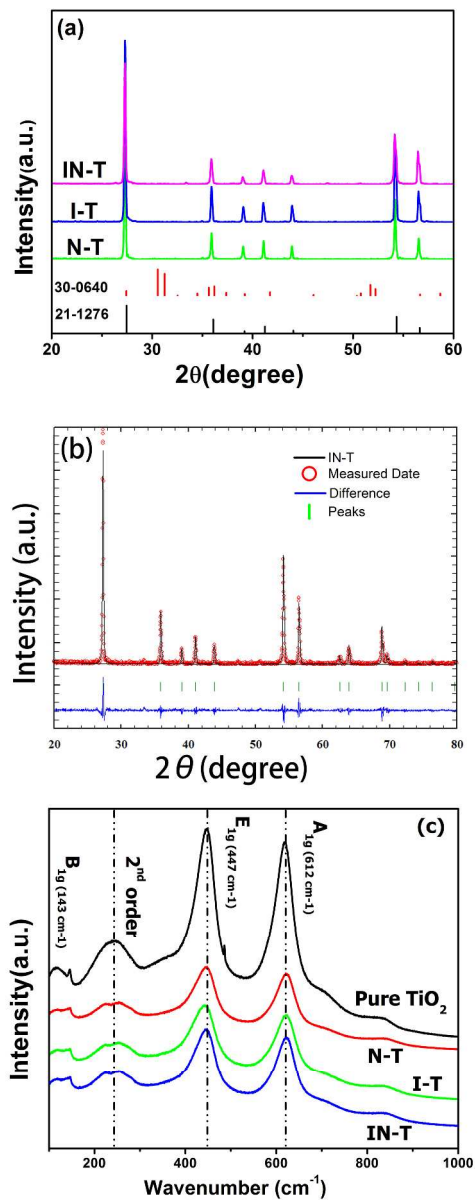 (a)
Intensity(a.u.)
IN-T
I-T
N-T
30-0640
21-1276
20 30 40 50 60
2θ(degree)
(b)
IN-T
Measured Date
Difference
Peaks
Intensity (a.u.)
20 30 40 50 60 70 80
2θ (degree)
(c)
B1g (143 cm-1)
2nd order
E1g (447 cm-1)
A1g (612 cm-1)
Pure TiO2
N-T
I-T
IN-T
Intensity(a.u.)
200 400 600 800 1000
Wavenumber (cm-1)